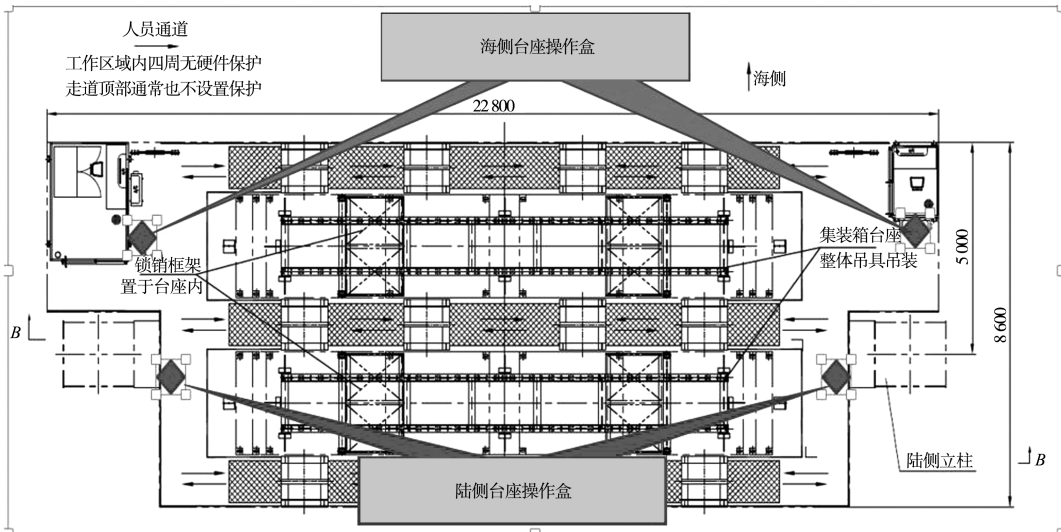 人员通道
工作区域内四周无硬件保护
走道顶部通常也不设置保护
海侧台座操作盒
海侧
22 800
锁销框架
置于台座内
集装箱台座
整体吊具吊装
5 000
8 600
B
B
陆侧立柱
陆侧台座操作盒